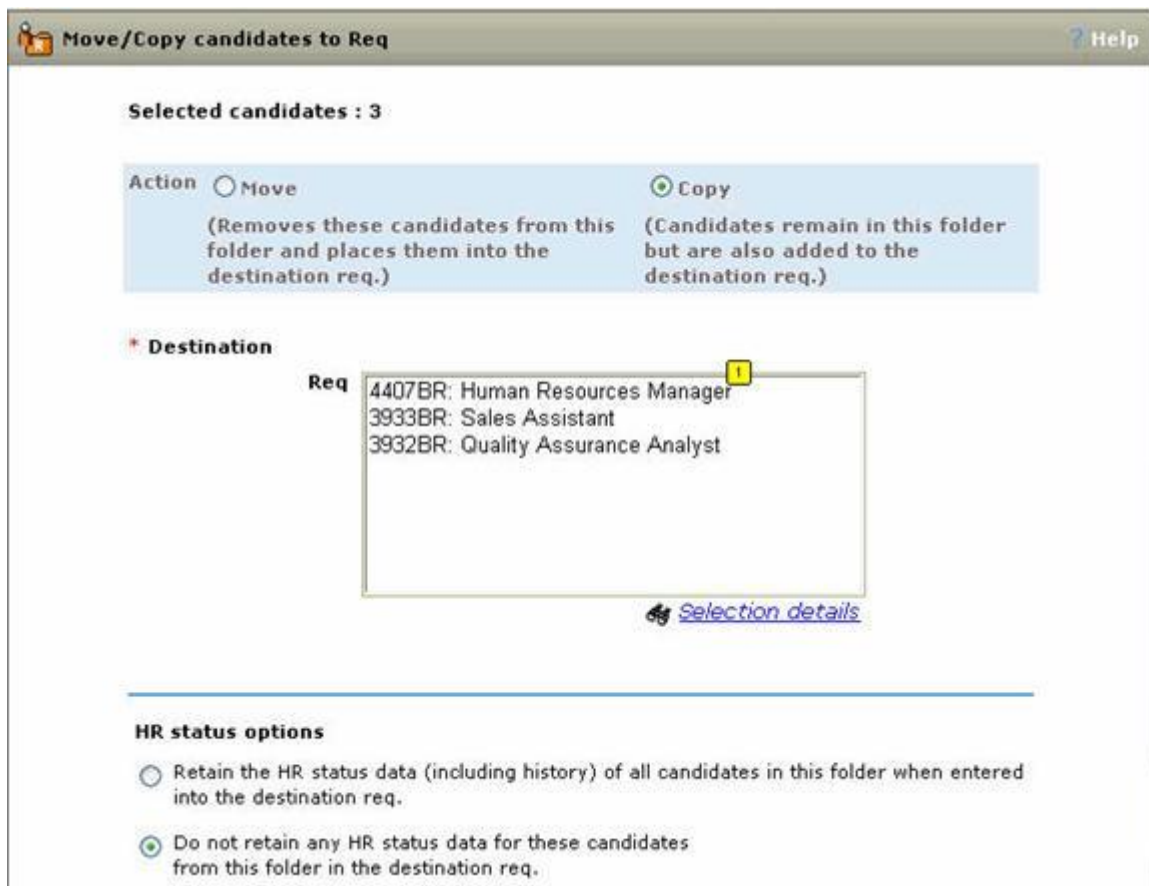 Move/Copy candidates to Req ? Help
Selected candidates : 3
Action Move Copy
(Removes these candidates from this folder and places them into the destination req.)
(Candidates remain in this folder but are also added to the destination req.)
* Destination
Req
1
4407BR: Human Resources Manager
3933BR: Sales Assistant
3932BR: Quality Assurance Analyst
Selection details
HR status options
Retain the HR status data (including history) of all candidates in this folder when entered
into the destination req.
Do not retain any HR status data for these candidates
from this folder in the destination req.